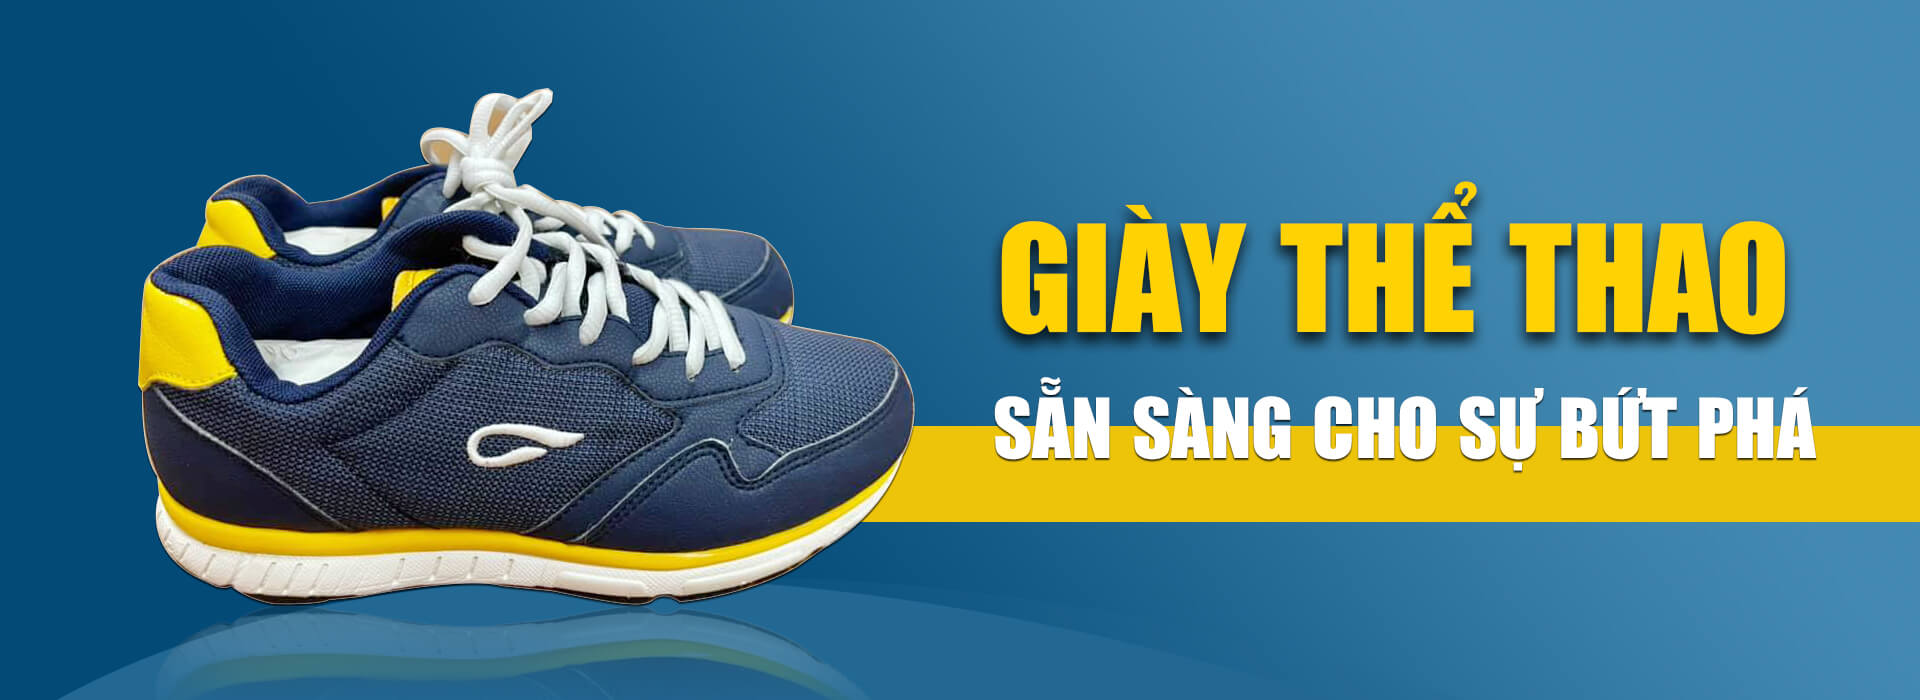 GIÀY THỂ THAO
SẴN SÀNG CHO SỰ BỨT PHÁ